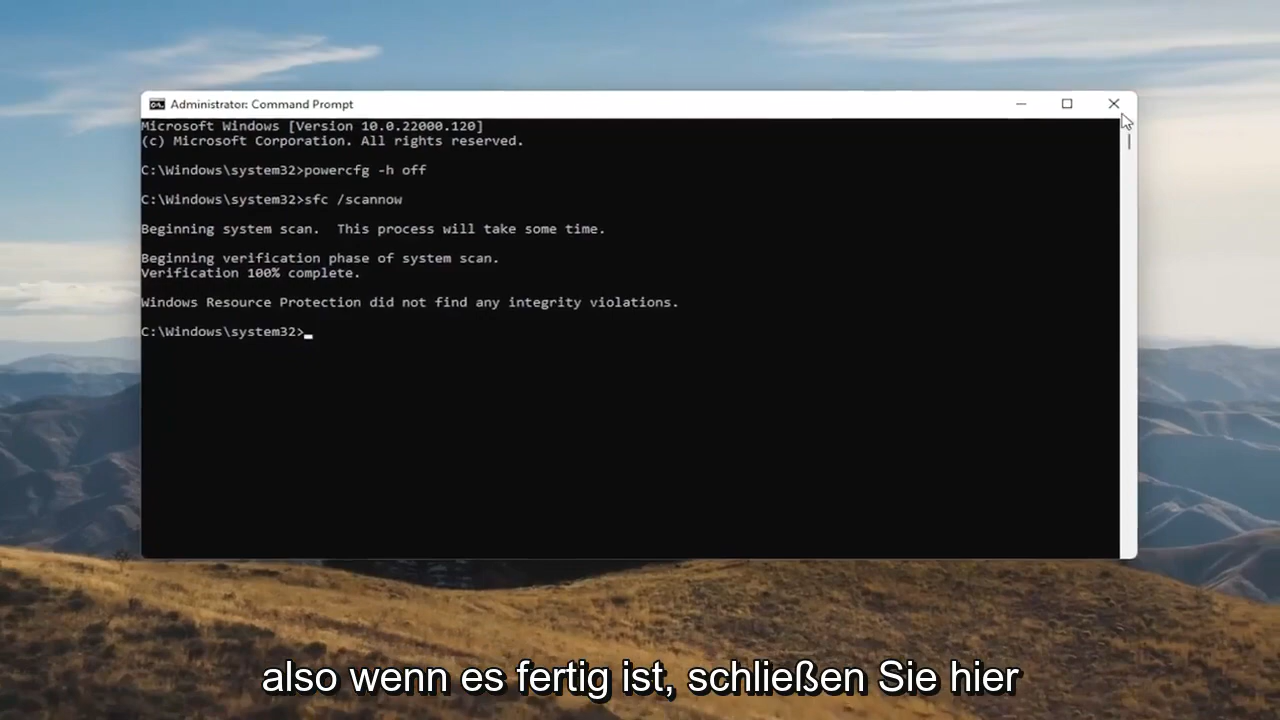 Administrator: Command Prompt
Microsoft Windows [Version 10.0.22000.120]
(c) Microsoft Corporation. All rights reserved.
C:\Windows\system32>powercfg -h off
C:\Windows\system32>sfc /scannow
Beginning system scan.  This process will take some time.
Beginning verification phase of system scan.
Verification 100% complete.
Windows Resource Protection did not find any integrity violations.
C:\Windows\system32>
also wenn es fertig ist, schließen Sie hier